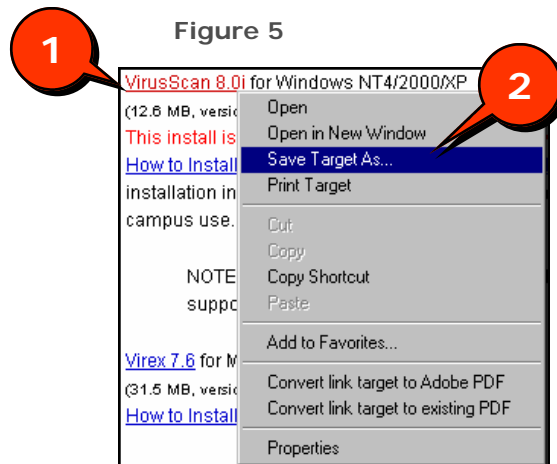 Figure 5
1
2
VirusScan 8.0i for Windows NT4/2000/XP
(12.6 MB,
This install is
How to Install
installation in
campus use.
NOTE
Virex 7.6 for
(31.5 MB,
How to Install
Open
Open in New Window
Save Target As...
Print Target
Cut
Copy
Copy Shortcut
Paste
Add to Favorites...
Convert link target to Adobe PDF
Convert link target to existing PDF
Properties